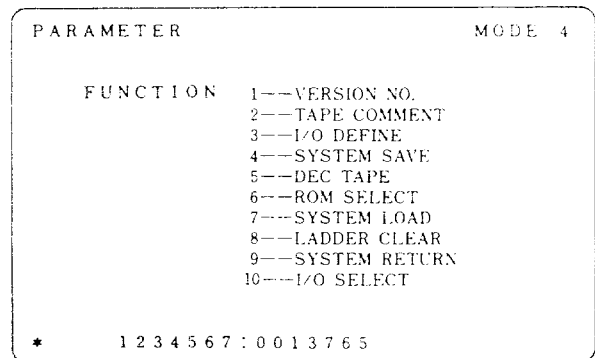 PARAMETER MODE 4
FUNCTION 1——VERSION NO.
2——TAPE COMMENT
3——I/O DEFINE
4——SYSTEM SAVE
5——DEC TAPE
6——ROM SELECT
7——SYSTEM LOAD
8——LADDER CLEAR
9——SYSTEM RETURN
10——I/O SELECT
* 1234567:0013765